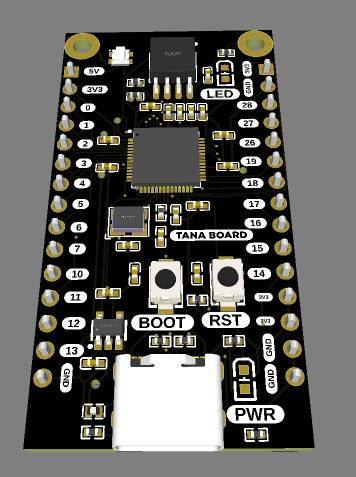 5V
3V3
0
1
2
3
4
5
6
7
10
11
12
13
GND
3V3
GND
28
27
26
19
18
17
16
15
14
3V3
3V3
GND
GND
LED
TANA BOARD
BOOT
RST
PWR